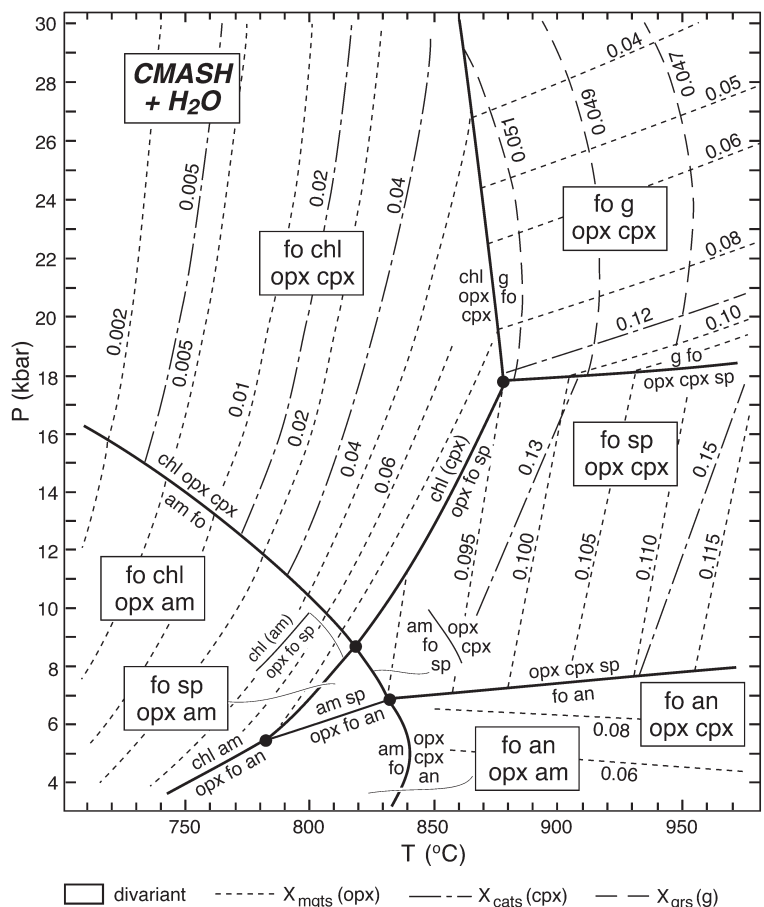 CMASH
+ H2O
30
28
26
24
22
20
18
16
14
12
10
8
6
4
P (kbar)
750
800
850
900
950
T (°C)
0.04
0.047
0.05
0.049
0.051
0.06
0.08
0.12
0.10
0.005
0.02
0.04
0.002
0.005
0.01
0.02
0.04
0.06
fo g
opx cpx
fo chl
opx cpx
chl g
opx fo
cpx
g fo
opx cpx sp
chl opx cpx
am fo
chl (cpx)
opx fo sp
0.13
0.15
fo sp
opx cpx
0.095
0.100
0.105
0.110
0.115
fo chl
opx am
chl (am)
opx fo sp
am opx
fo cpx
sp
fo sp
opx am
am sp
opx fo an
opx cpx sp
fo an
fo an
opx cpx
0.08
0.06
chl am
opx fo an
am opx
fo cpx
an
fo an
opx am
divariant
Xmgts (opx)
Xcats (cpx)
Xgrs (g)